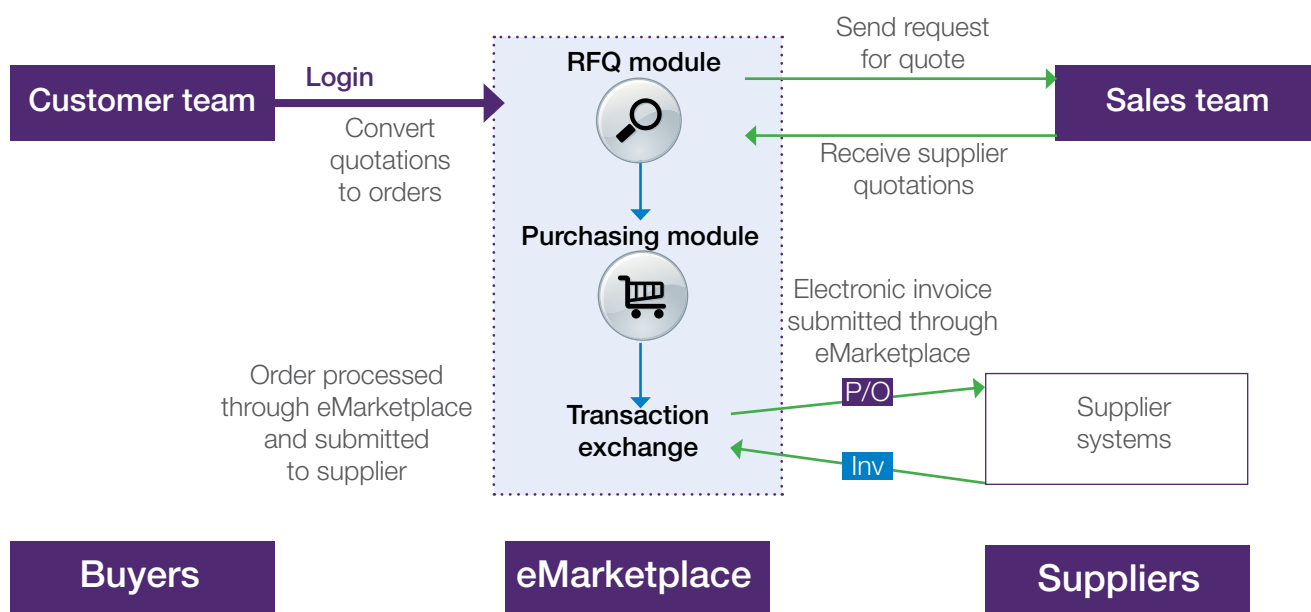 Send request
for quote
RFQ module
Login
Customer team
Sales team
Convert
quotations
to orders
Receive supplier
quotations
Purchasing module
Electronic invoice
submitted through
eMarketplace
Order processed
through eMarketplace
and submitted
to supplier
P/O
Transaction
exchange
Inv
Supplier
systems
Buyers
eMarketplace
Suppliers